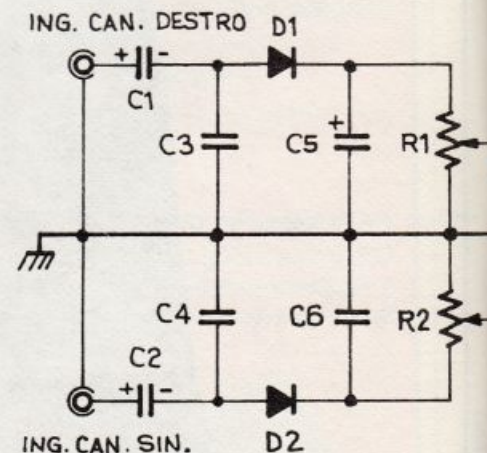 ING. CAN. DESTRO D1
+ -
C1
C3
+
C5
R1
C4
C6
R2
C2
+ -
ING. CAN. SIN. D2